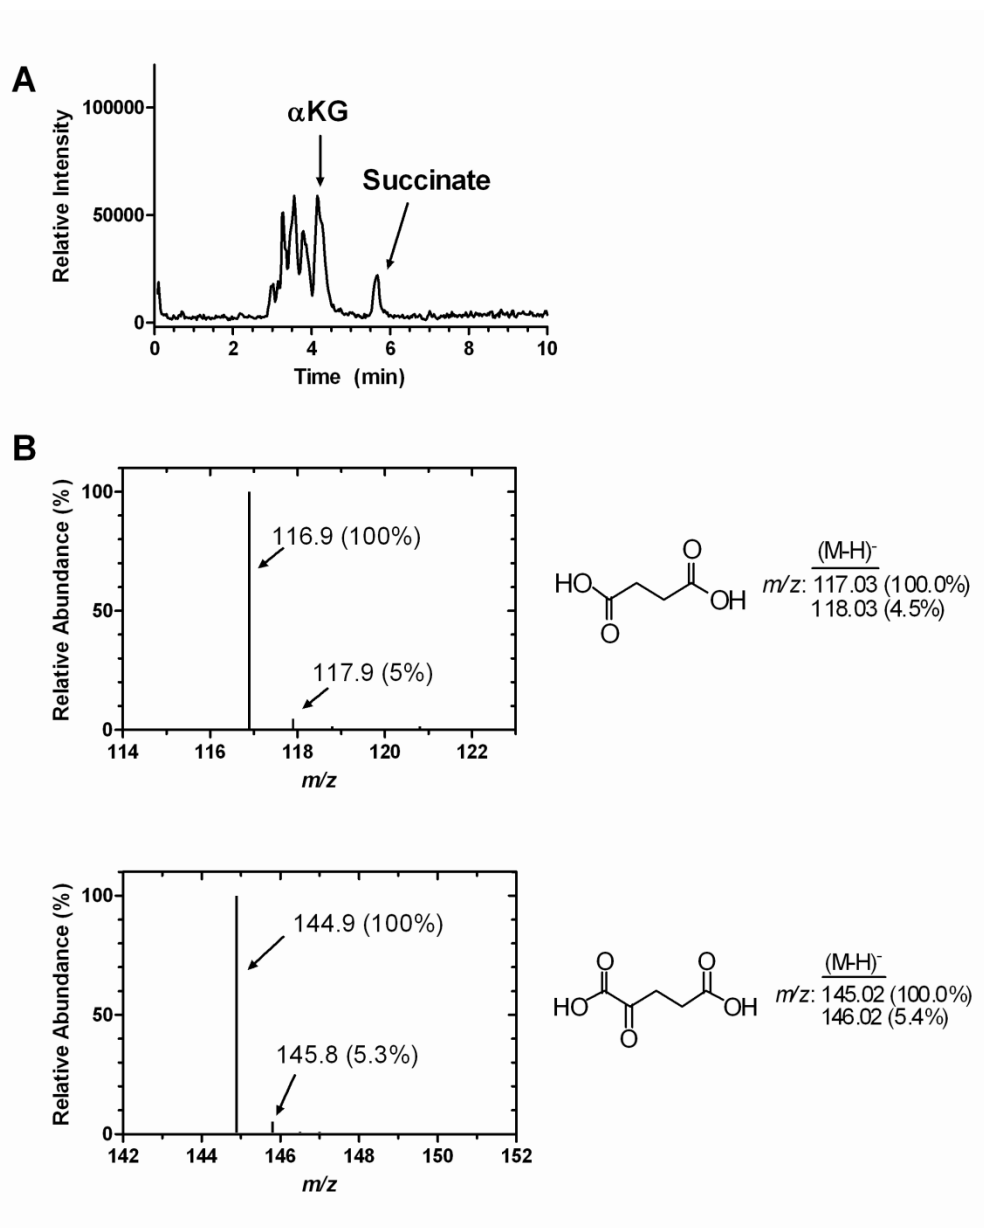 A
Relative Intensity
100000
50000
0
αKG
Succinate
0 2 4 6 8 10
Time (min)
B
Relative Abundance (%)
100
50
0
116.9 (100%)
117.9 (5%)
114 116 118 120 122
m/z
HO O O OH
(M-H)-
m/z: 117.03 (100.0%)
118.03 (4.5%)
Relative Abundance (%)
100
50
0
144.9 (100%)
145.8 (5.3%)
142 144 146 148 150 152
m/z
O O
HO OH
O
(M-H)-
m/z: 145.02 (100.0%)
146.02 (5.4%)